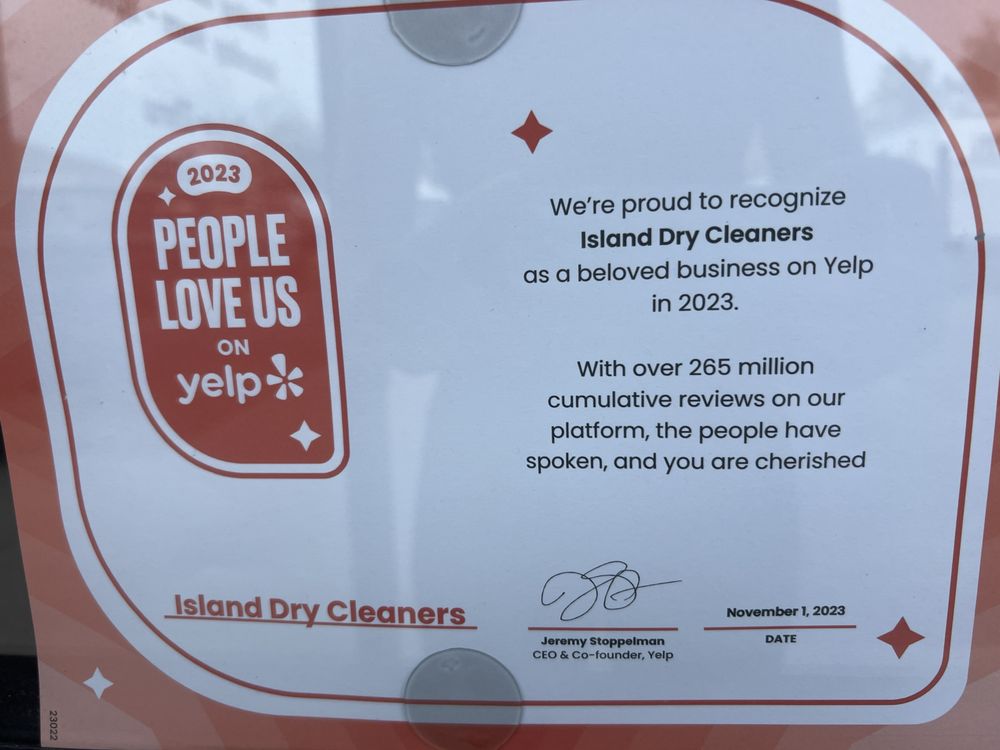 2023
PEOPLE
LOVE US
ON
yelp
We're proud to recognize
Island Dry Cleaners
as a beloved business on Yelp
in 2023.
With over 265 million
cumulative reviews on our
platform, the people have
spoken, and you are cherished
Island Dry Cleaners
Jeremy Stoppelman
CEO & Co-founder, Yelp
November 1, 2023
DATE
23022